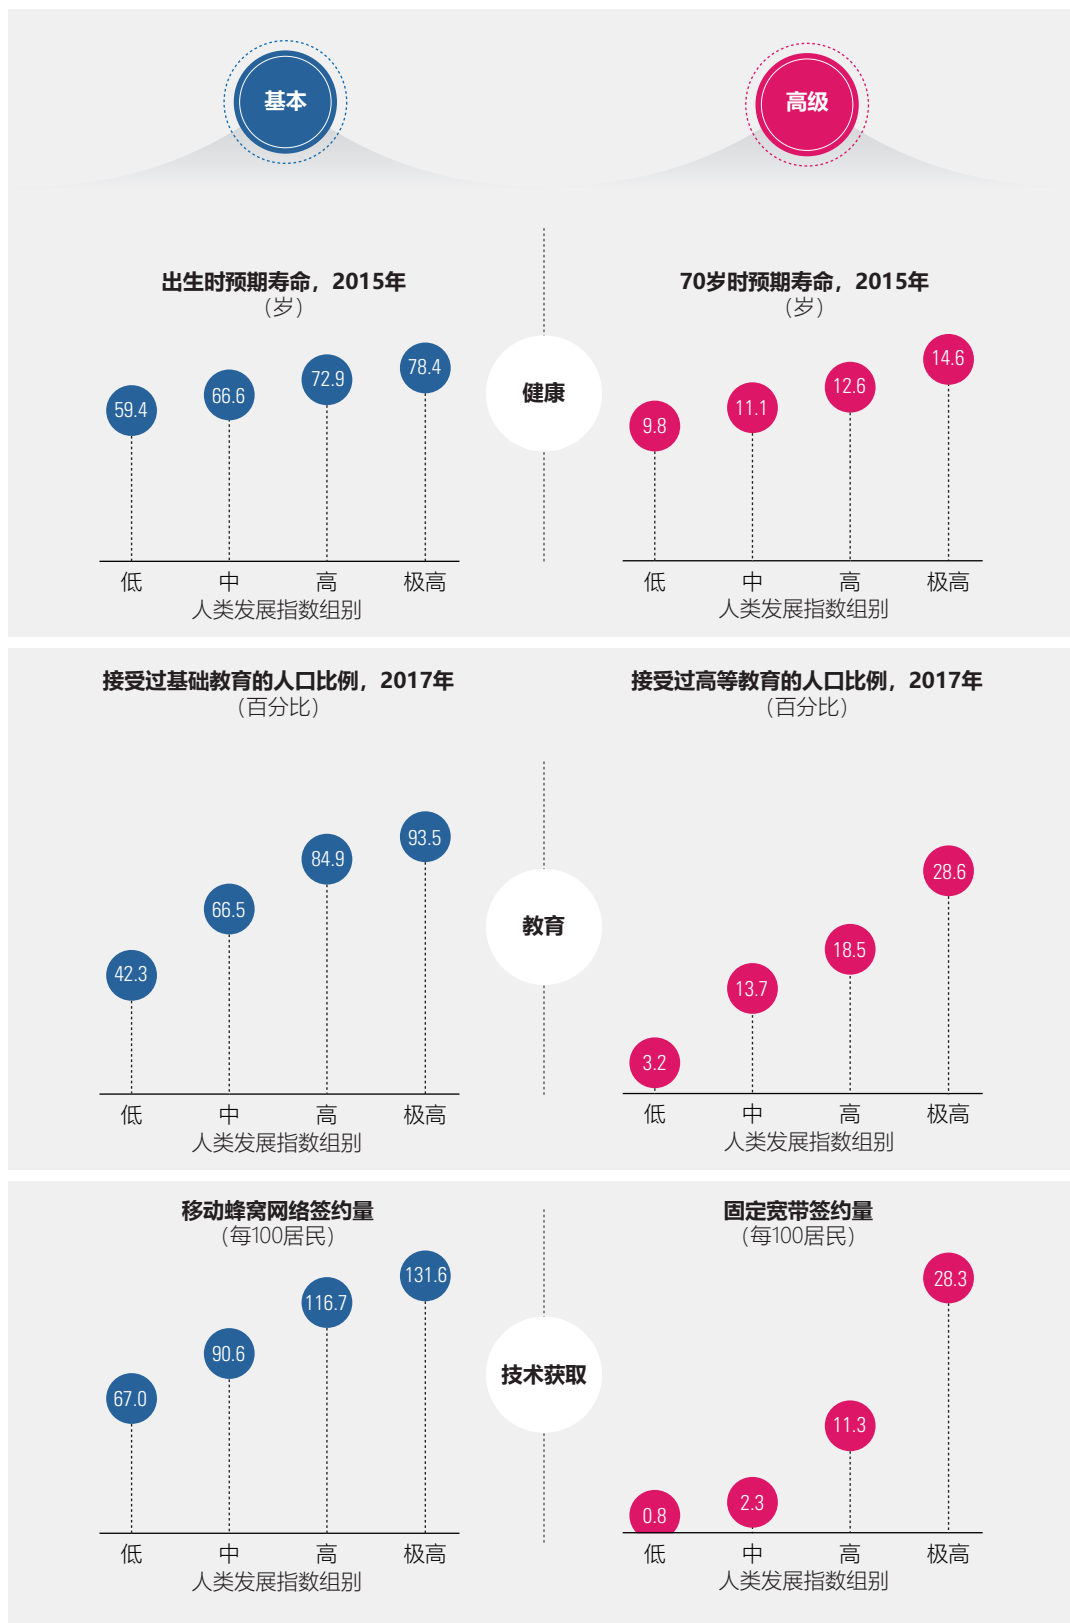 基本
高级
出生时预期寿命，2015年
（岁）
59.4
66.6
72.9
78.4
低
中
高
极高
人类发展指数组别
健康
70岁时预期寿命，2015年
（岁）
9.8
11.1
12.6
14.6
低
中
高
极高
人类发展指数组别
接受过基础教育的人口比例，2017年
（百分比）
42.3
66.5
84.9
93.5
低
中
高
极高
人类发展指数组别
教育
接受过高等教育的人口比例，2017年
（百分比）
3.2
13.7
18.5
28.6
低
中
高
极高
人类发展指数组别
移动蜂窝网络签约量
（每100居民）
67.0
90.6
116.7
131.6
低
中
高
极高
人类发展指数组别
技术获取
固定宽带签约量
（每100居民）
0.8
2.3
11.3
28.3
低
中
高
极高
人类发展指数组别